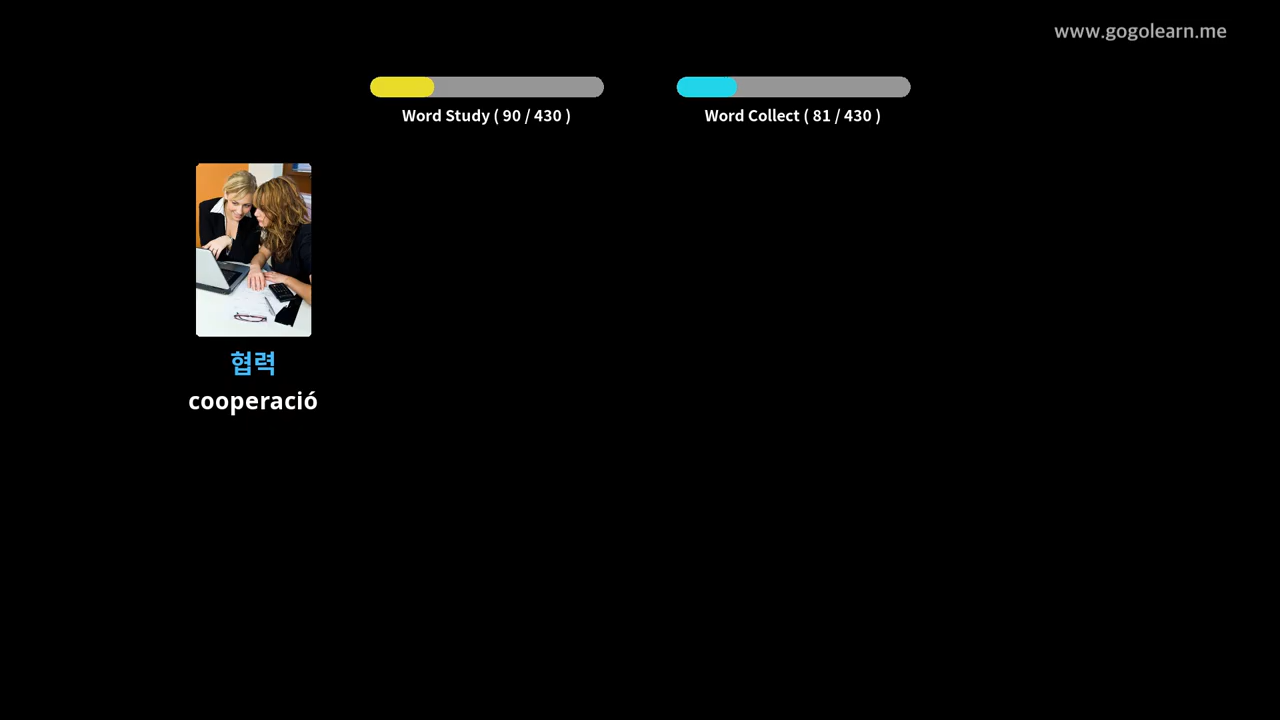 www.gogolearn.me
Word Study ( 90 / 430 )
Word Collect ( 81 / 430 )
협력
cooperació